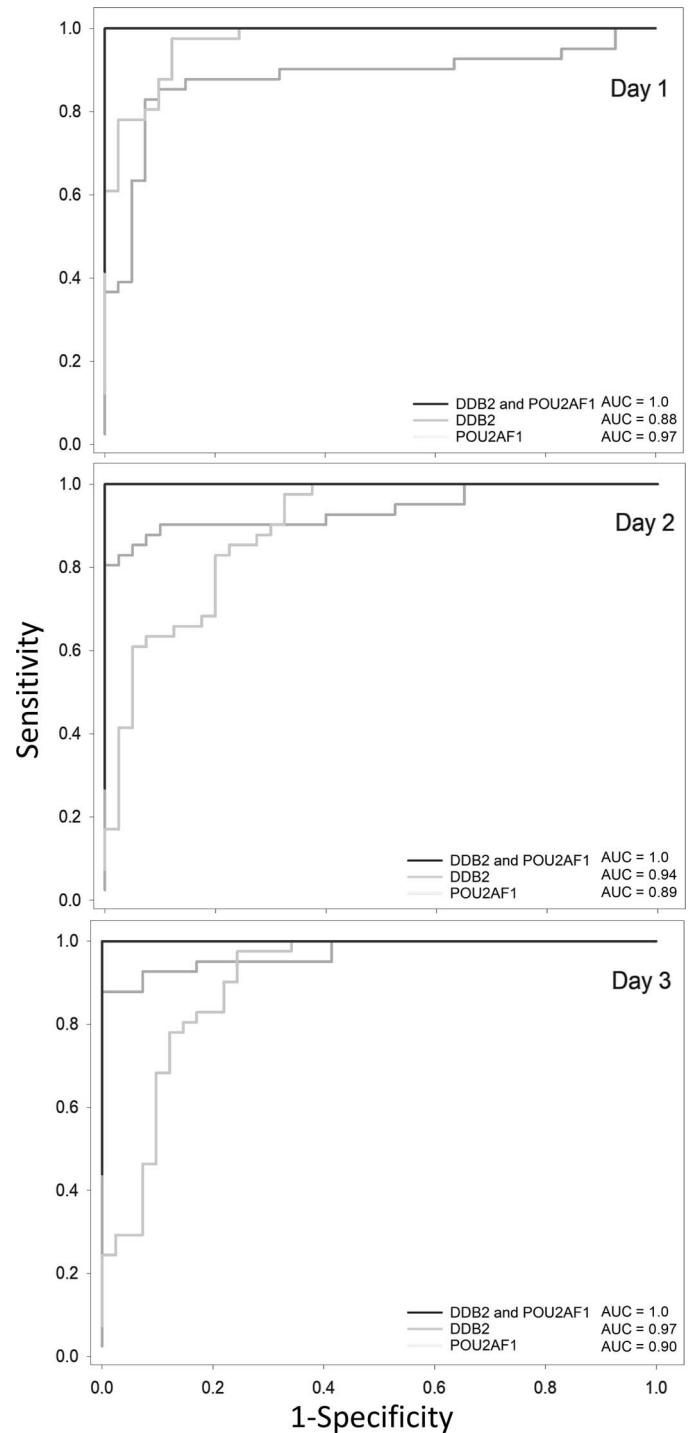 1.0
0.8
0.6
0.4
0.2
0.0
Day 1
DDB2 and POU2AF1 AUC = 1.0
DDB2 AUC = 0.88
POU2AF1 AUC = 0.97
1.0
0.8
0.6
0.4
0.2
0.0
Day 2
DDB2 and POU2AF1 AUC = 1.0
DDB2 AUC = 0.94
POU2AF1 AUC = 0.89
Sensitivity
1.0
0.8
0.6
0.4
0.2
0.0
Day 3
DDB2 and POU2AF1 AUC = 1.0
DDB2 AUC = 0.97
POU2AF1 AUC = 0.90
0.0 0.2 0.4 0.6 0.8 1.0
1-Specificity